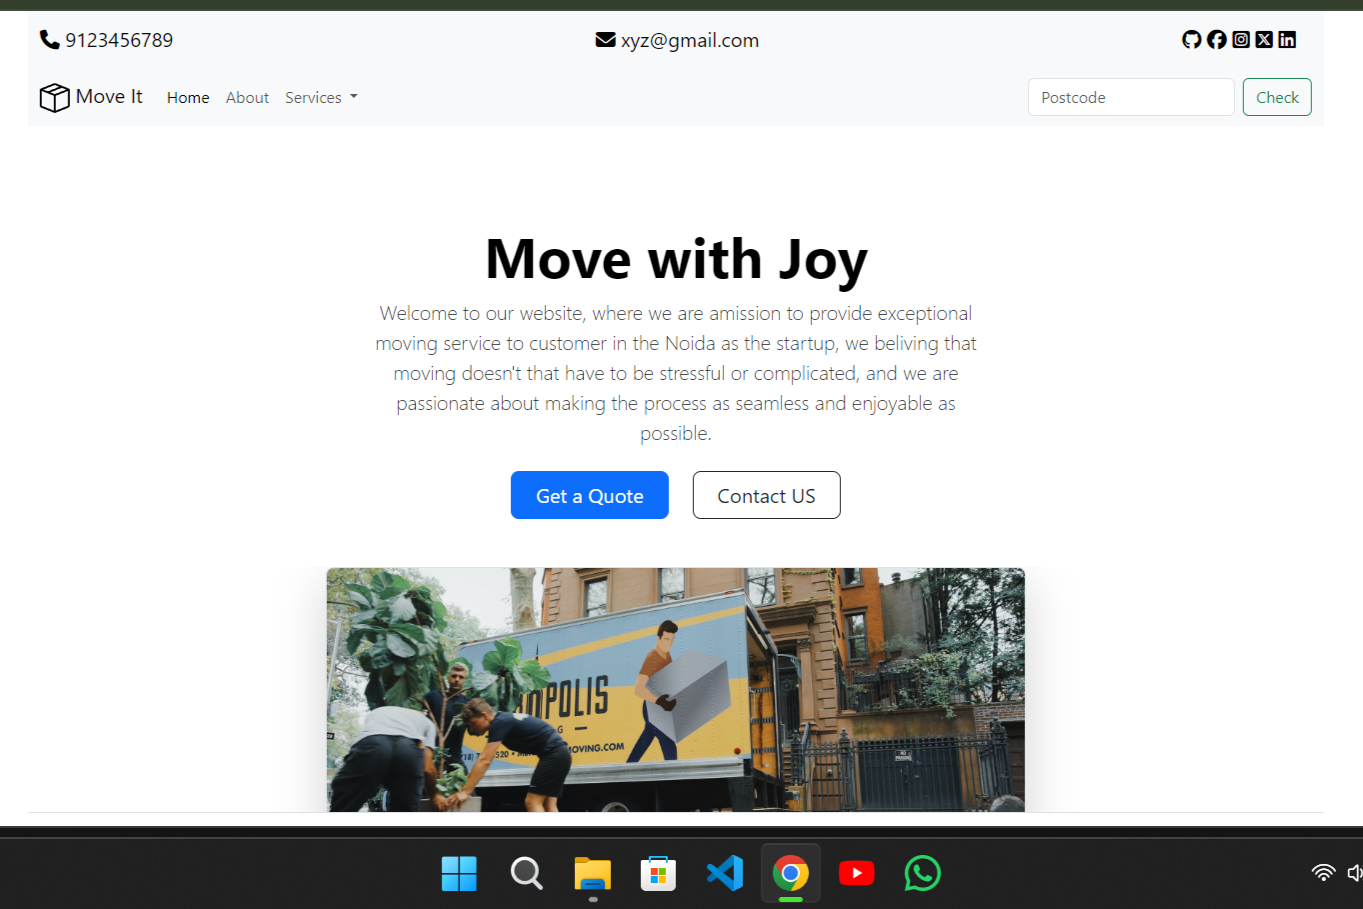 9123456789
xyz@gmail.com
Move It
Home
About
Services
Postcode
Check
Move with Joy
Welcome to our website, where we are amission to provide exceptional
moving service to customer in the Noida as the startup, we beliving that
moving doesn't that have to be stressful or complicated, and we are
passionate about making the process as seamless and enjoyable as
possible.
Get a Quote
Contact US
NO
PARKING